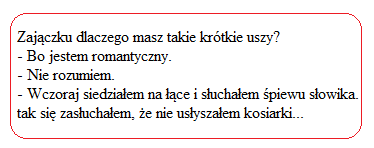 Zajączku dlaczego masz takie krótkie uszy?
- Bo jestem romantyczny.
- Nie rozumiem.
- Wczoraj siedziałem na łące i słuchałem śpiewu słowika.
tak się zasłuchałem, że nie usłyszałem kosiarki...